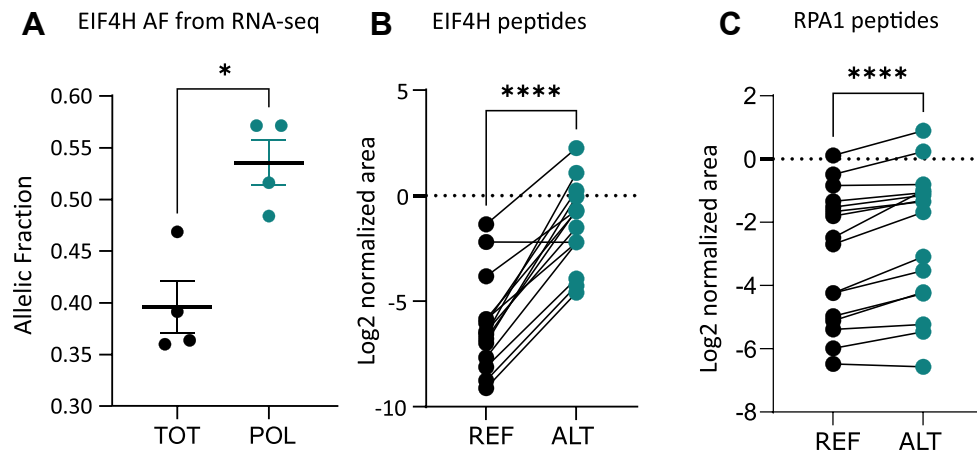 A EIF4H AF from RNA-seq
*
Allelic Fraction
0.60
0.55
0.50
0.45
0.40
0.35
0.30
TOT POL
B EIF4H peptides
****
Log2 normalized area
5
0
-5
-10
REF ALT
C RPA1 peptides
****
Log2 normalized area
2
0
-2
-4
-6
-8
REF ALT